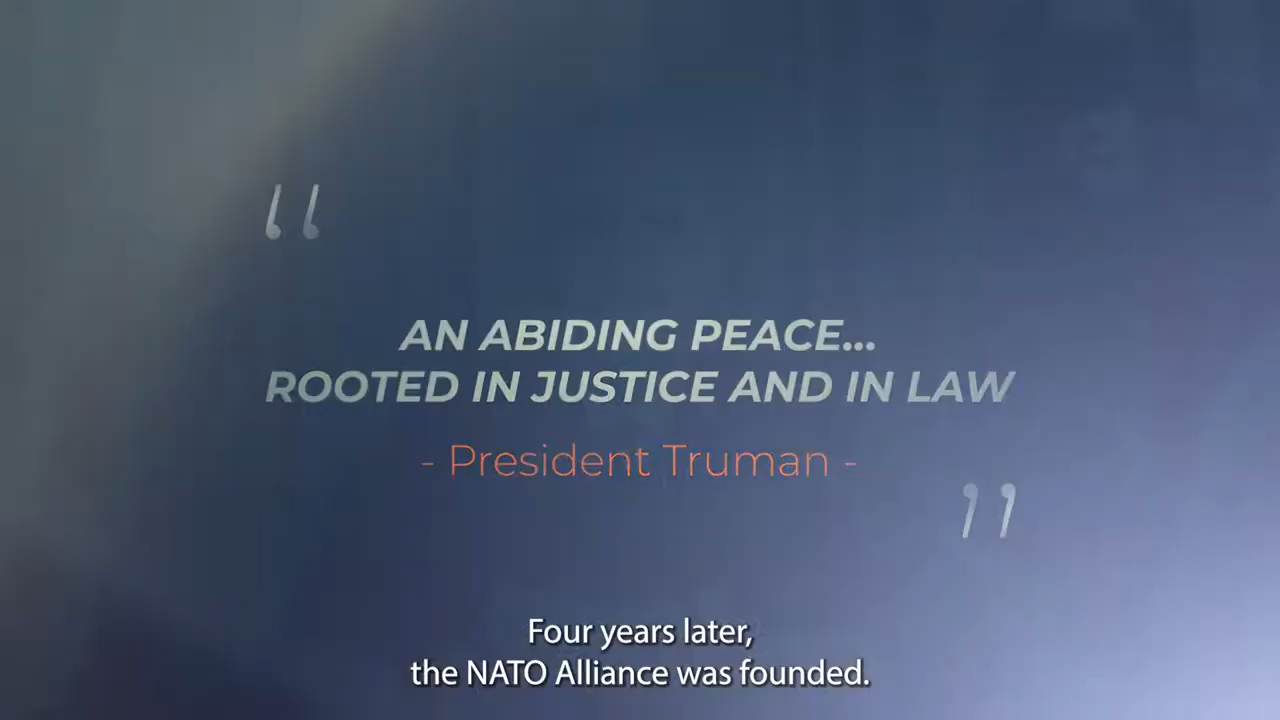 “
AN ABIDING PEACE...
ROOTED IN JUSTICE AND IN LAW
- President Truman -
”
Four years later,
the NATO Alliance was founded.